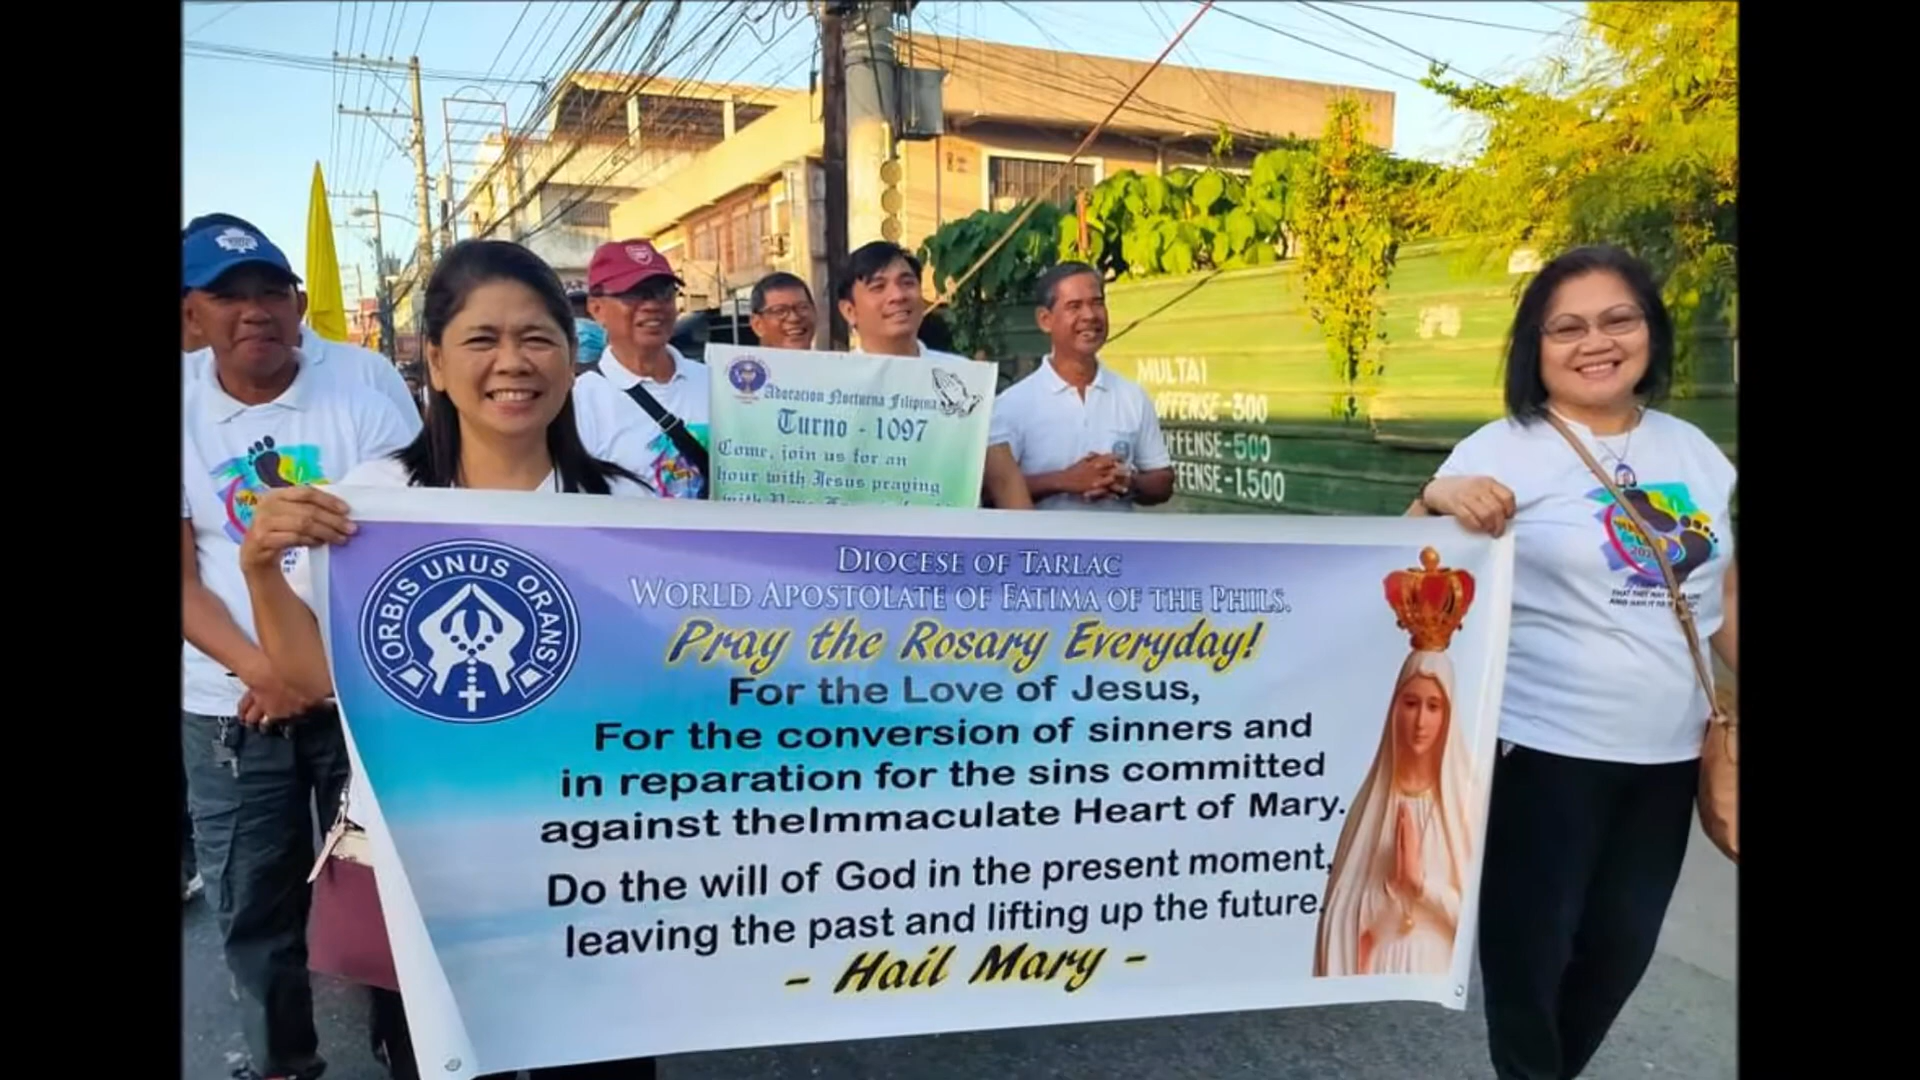 Adoracion Nocturna Filipina
Turno - 1097
Come, join us for an
hour with Jesus praying
MULTA
OFFENSE-300
OFFENSE-500
FENSE-1,500
ORBIS UNUS ORANS
DIOCESE OF TARLAC
WORLD APOSTOLATE OF FATIMA OF THE PHILS.
Pray the Rosary Everyday!
For the Love of Jesus,
For the conversion of sinners and
in reparation for the sins committed
against theImmaculate Heart of Mary.
Do the will of God in the present moment,
leaving the past and lifting up the future.
- Hail Mary -